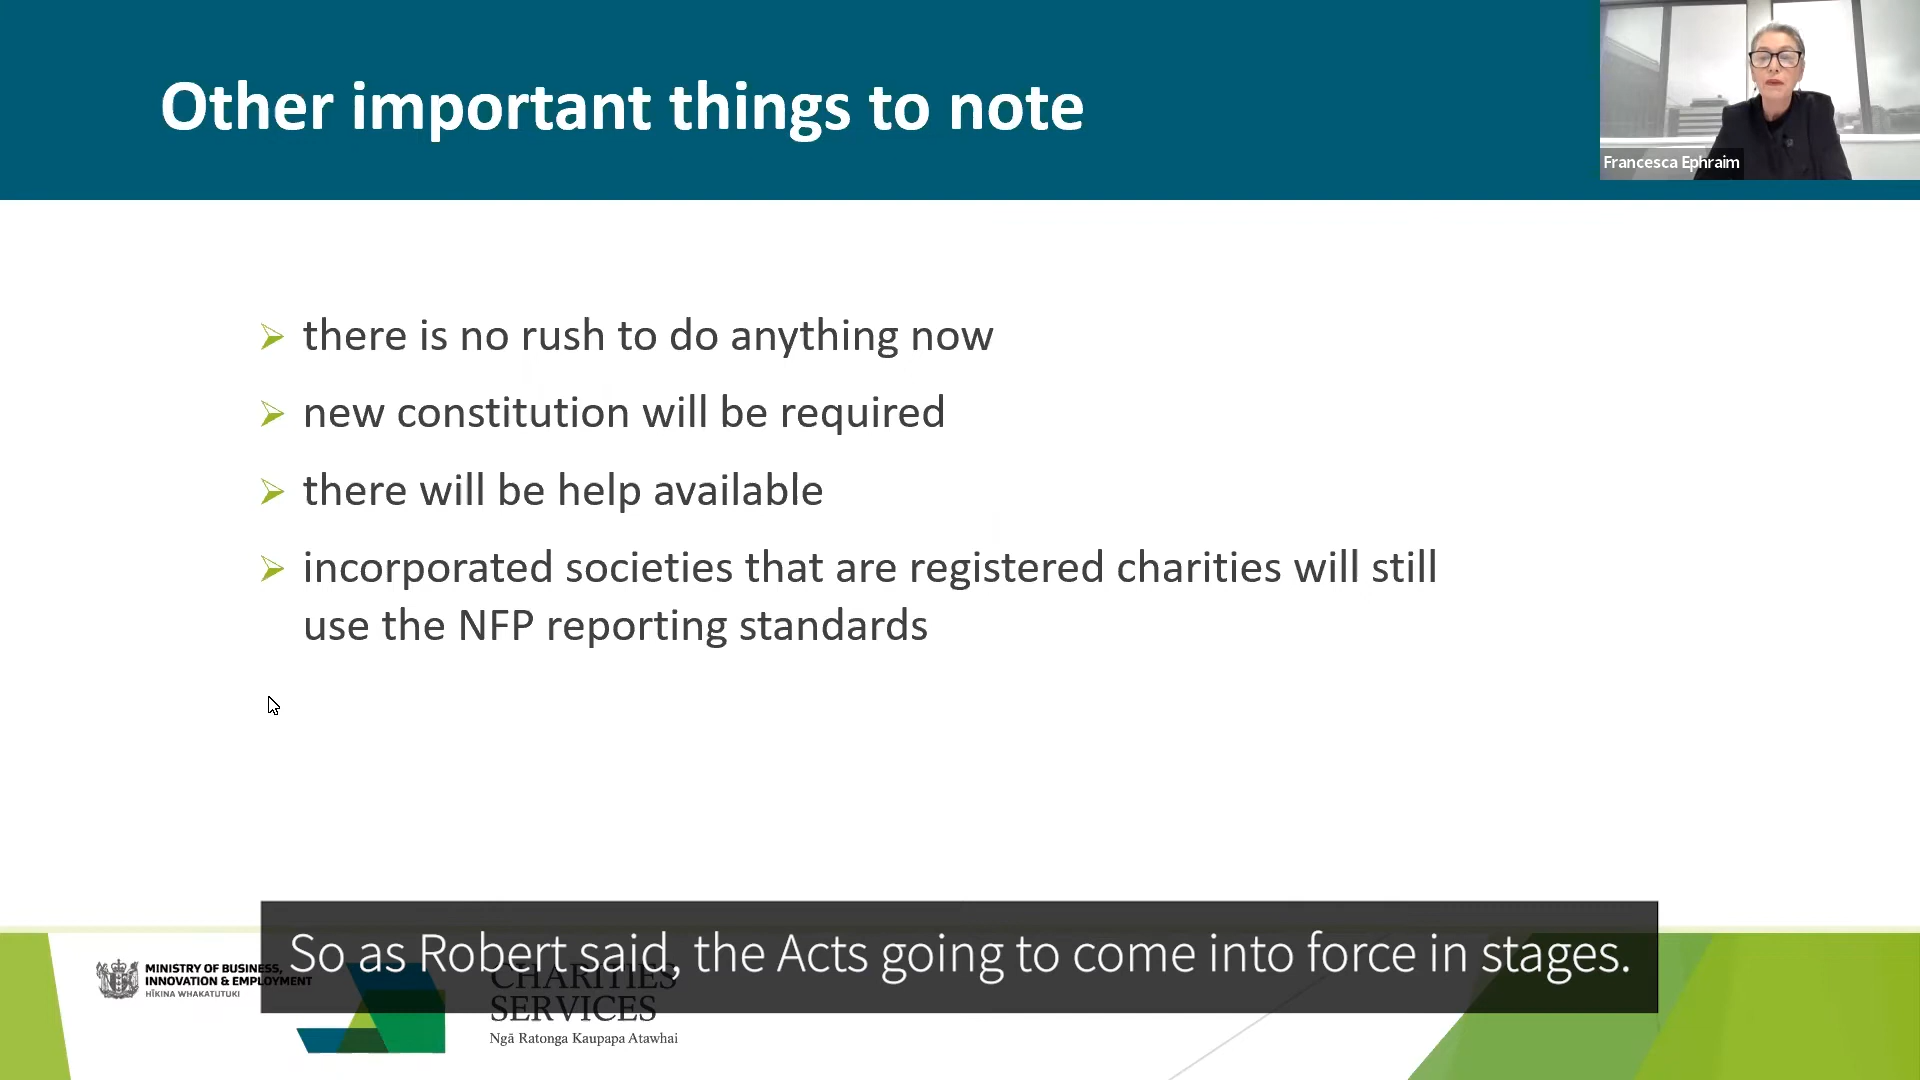 Other important things to note
Francesca Ephraim
there is no rush to do anything now
new constitution will be required
there will be help available
incorporated societies that are registered charities will still
use the NFP reporting standards
So as Robert said, the Acts going to come into force in stages.
MINISTRY OF BUSINESS,
INNOVATION & EMPLOYMENT
HĪKINA WHAKATUTUKI
CHARITIES
SERVICES
Ngā Ratonga Kaupapa Atawhai